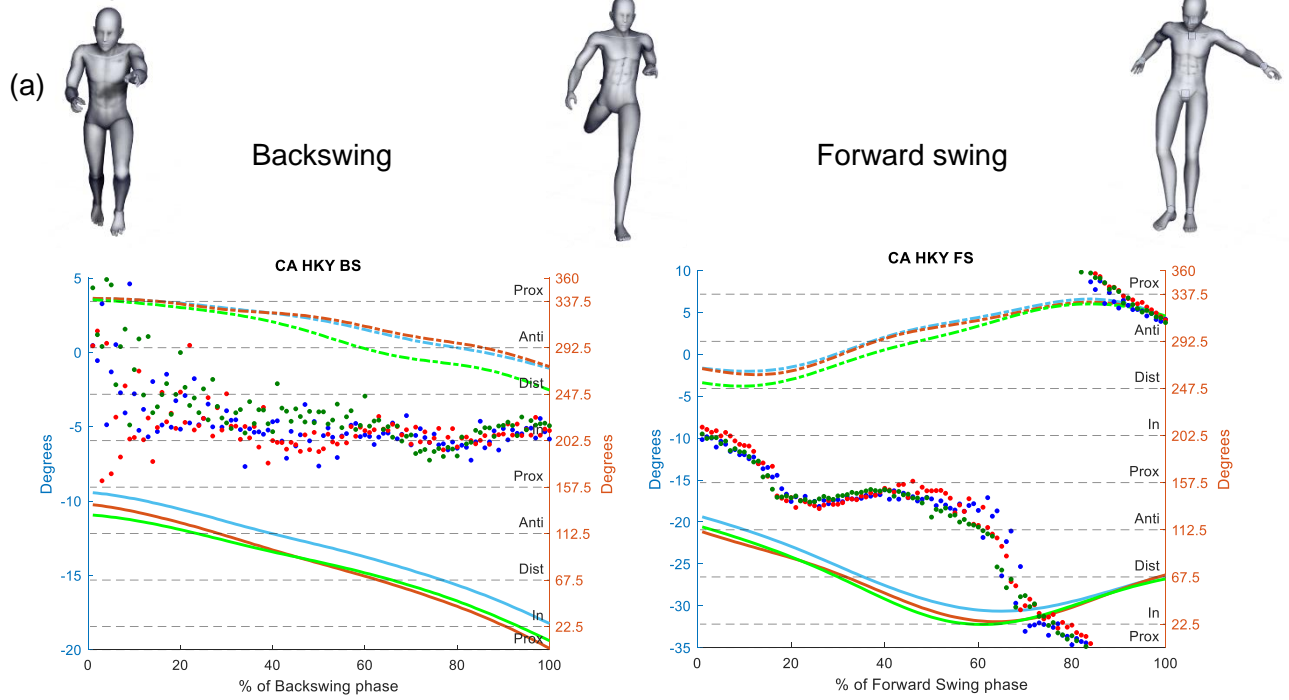 (a)
Backswing
Forward swing
CA HKY BS
5
0
-5
-10
-15
-20
Degrees
Prox
Anti
Dist
In
Prox
Anti
Dist
In
Prox
360
337.5
292.5
247.5
202.5
157.5
112.5
67.5
22.5
Degrees
0 20 40 60 80 100
% of Backswing phase
CA HKY FS
10
5
0
-5
-10
-15
-20
-25
-30
-35
Degrees
Prox
Anti
Dist
In
Prox
Anti
Dist
In
Prox
360
337.5
292.5
247.5
202.5
157.5
112.5
67.5
22.5
Degrees
0 20 40 60 80 100
% of Forward Swing phase